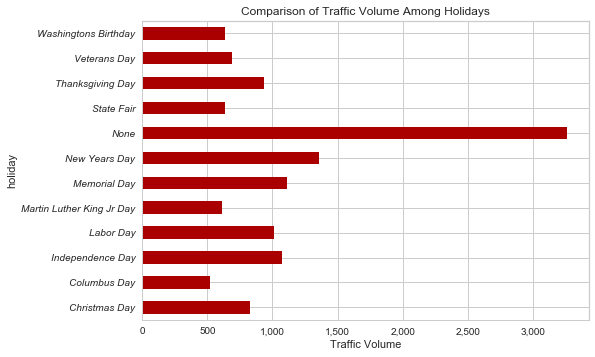 Comparison of Traffic Volume Among Holidays
Washingtons Birthday
Veterans Day
Thanksgiving Day
State Fair
None
New Years Day
Memorial Day
Martin Luther King Jr Day
Labor Day
Independence Day
Columbus Day
Christmas Day
holiday
0 500 1,000 1,500 2,000 2,500 3,000
Traffic Volume